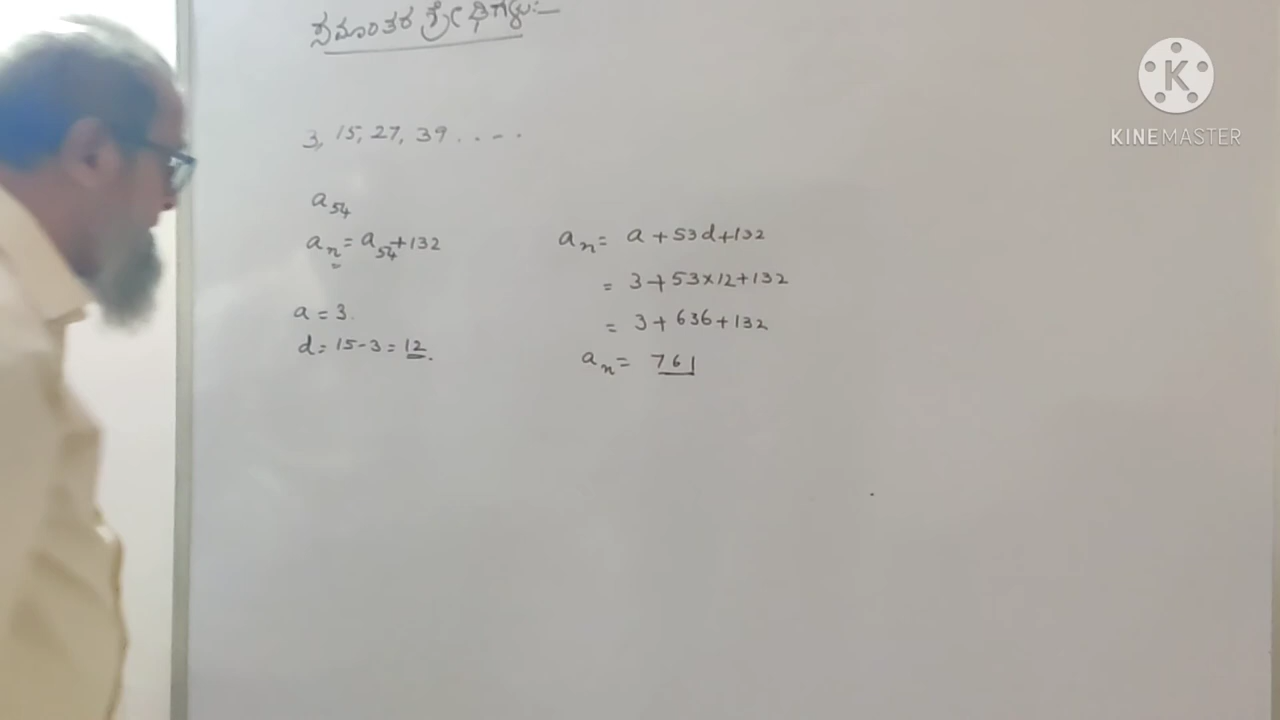 ಸಮಾಂತರ ಶ್ರೇಢಿಗಳು:—
3, 15, 27, 39 . . - .
a54
an = a54+132
a = 3.
d = 15-3 = 12.
an = a + 53d+132
= 3+53×12+132
= 3+ 636+132
an = 761
K
KINEMASTER